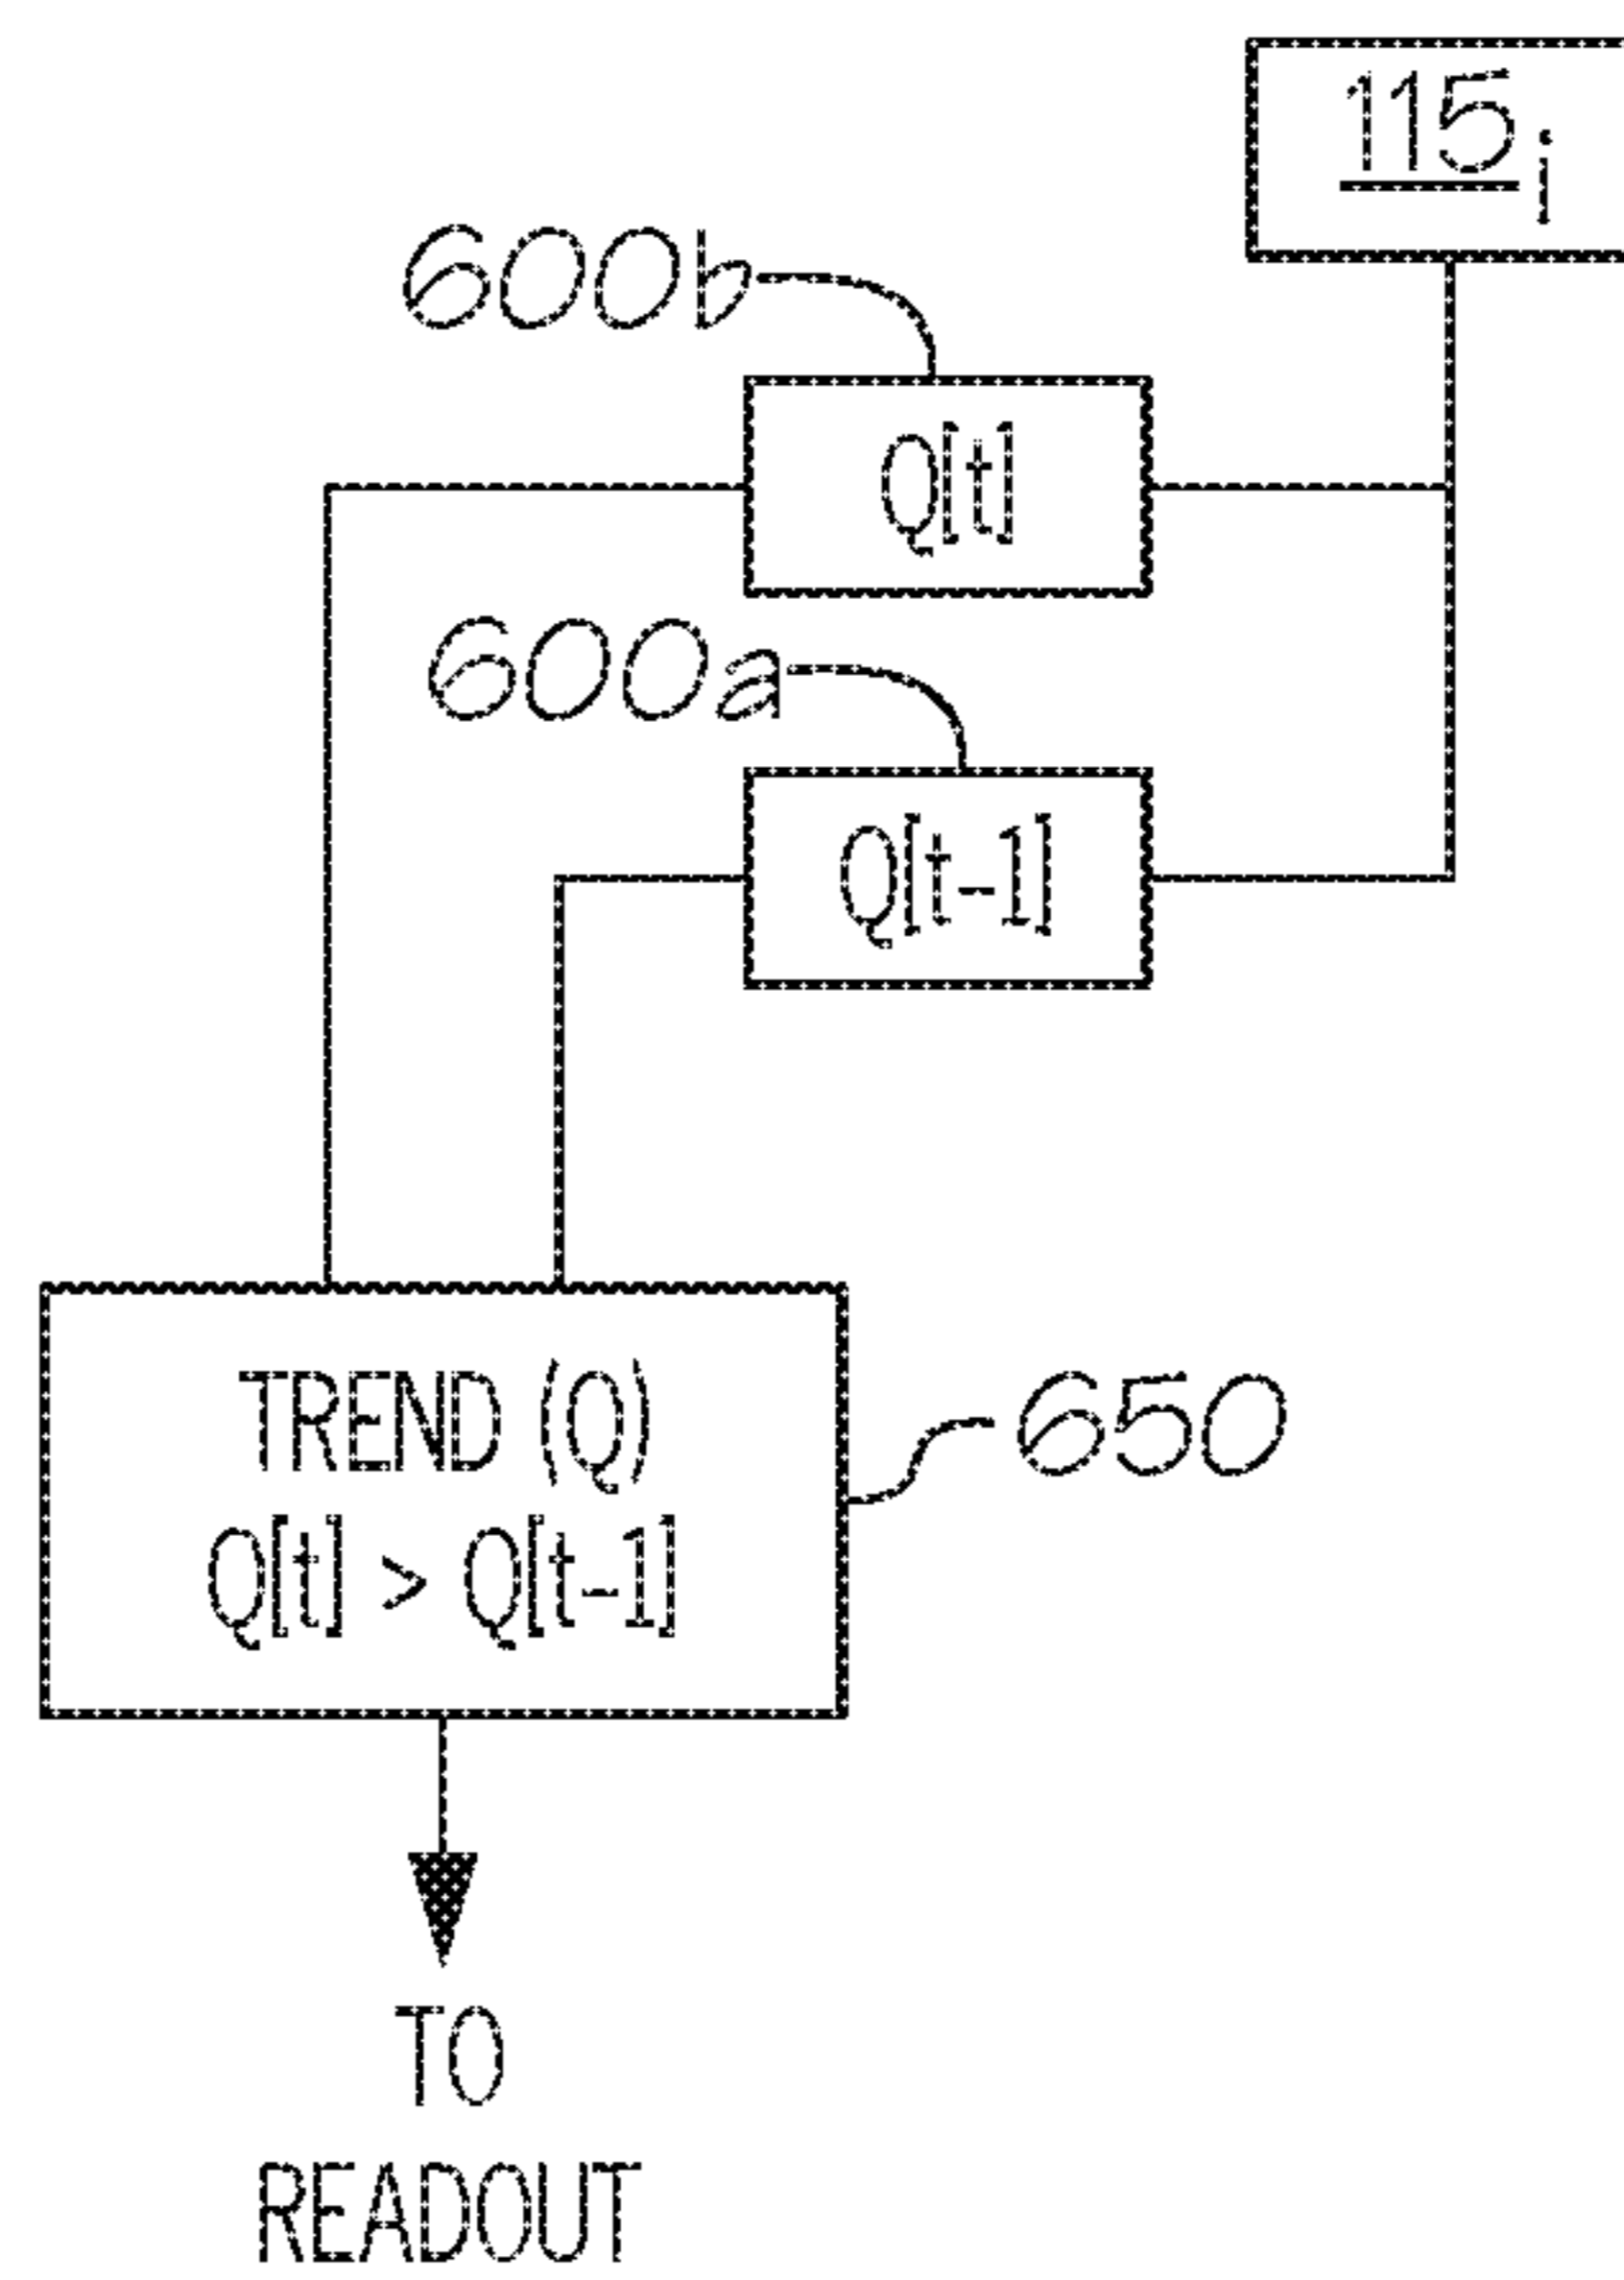 115i
600b
Q[t]
600a
Q[t-1]
TREND (Q)
Q[t] > Q[t-1]
650
TO
READOUT